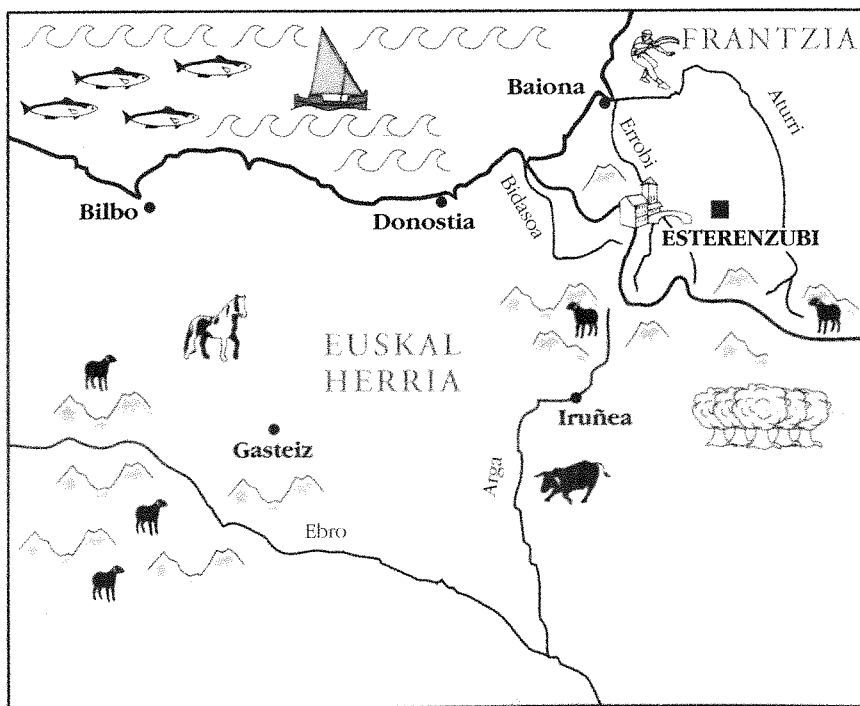 FRANTZIA
Baiona
Aturri
Errobi
Bilbo
Donostia
Bidasoa
ESTERENZUBI
EUSKAL
HERRIA
Iruñea
Gasteiz
Arga
Ebro